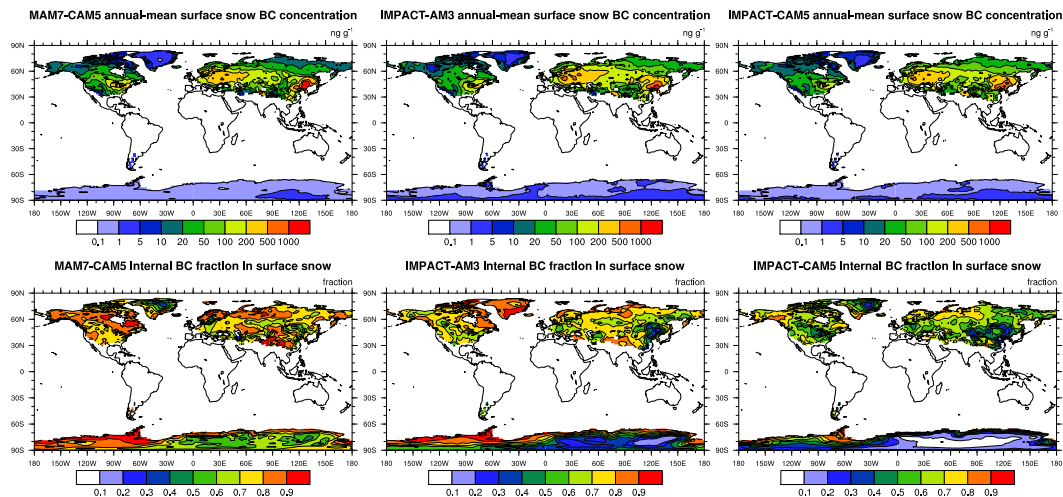 MAM7-CAM5 annual-mean surface snow BC concentration
ng g⁻¹
90N
60N
30N
0
30S
60S
90S
180 150W 120W 90W 60W 30W 0 30E 60E 90E 120E 150E 180
0.1 1 5 10 20 50 100 200 500 1000
IMPACT-AM3 annual-mean surface snow BC concentration
ng g⁻¹
90N
60N
30N
0
30S
60S
90S
180 150W 120W 90W 60W 30W 0 30E 60E 90E 120E 150E 180
0.1 1 5 10 20 50 100 200 500 1000
IMPACT-CAM5 annual-mean surface snow BC concentration
ng g⁻¹
90N
60N
30N
0
30S
60S
90S
180 150W 120W 90W 60W 30W 0 30E 60E 90E 120E 150E 180
0.1 1 5 10 20 50 100 200 500 1000
MAM7-CAM5 Internal BC fraction In surface snow
fraction
90N
60N
30N
0
30S
60S
90S
180 150W 120W 90W 60W 30W 0 30E 60E 90E 120E 150E 180
0.1 0.2 0.3 0.4 0.5 0.6 0.7 0.8 0.9
IMPACT-AM3 Internal BC fraction In surface snow
fraction
90N
60N
30N
0
30S
60S
90S
180 150W 120W 90W 60W 30W 0 30E 60E 90E 120E 150E 180
0.1 0.2 0.3 0.4 0.5 0.6 0.7 0.8 0.9
IMPACT-CAM5 Internal BC fraction In surface snow
fraction
90N
60N
30N
0
30S
60S
90S
180 150W 120W 90W 60W 30W 0 30E 60E 90E 120E 150E 180
0.1 0.2 0.3 0.4 0.5 0.6 0.7 0.8 0.9